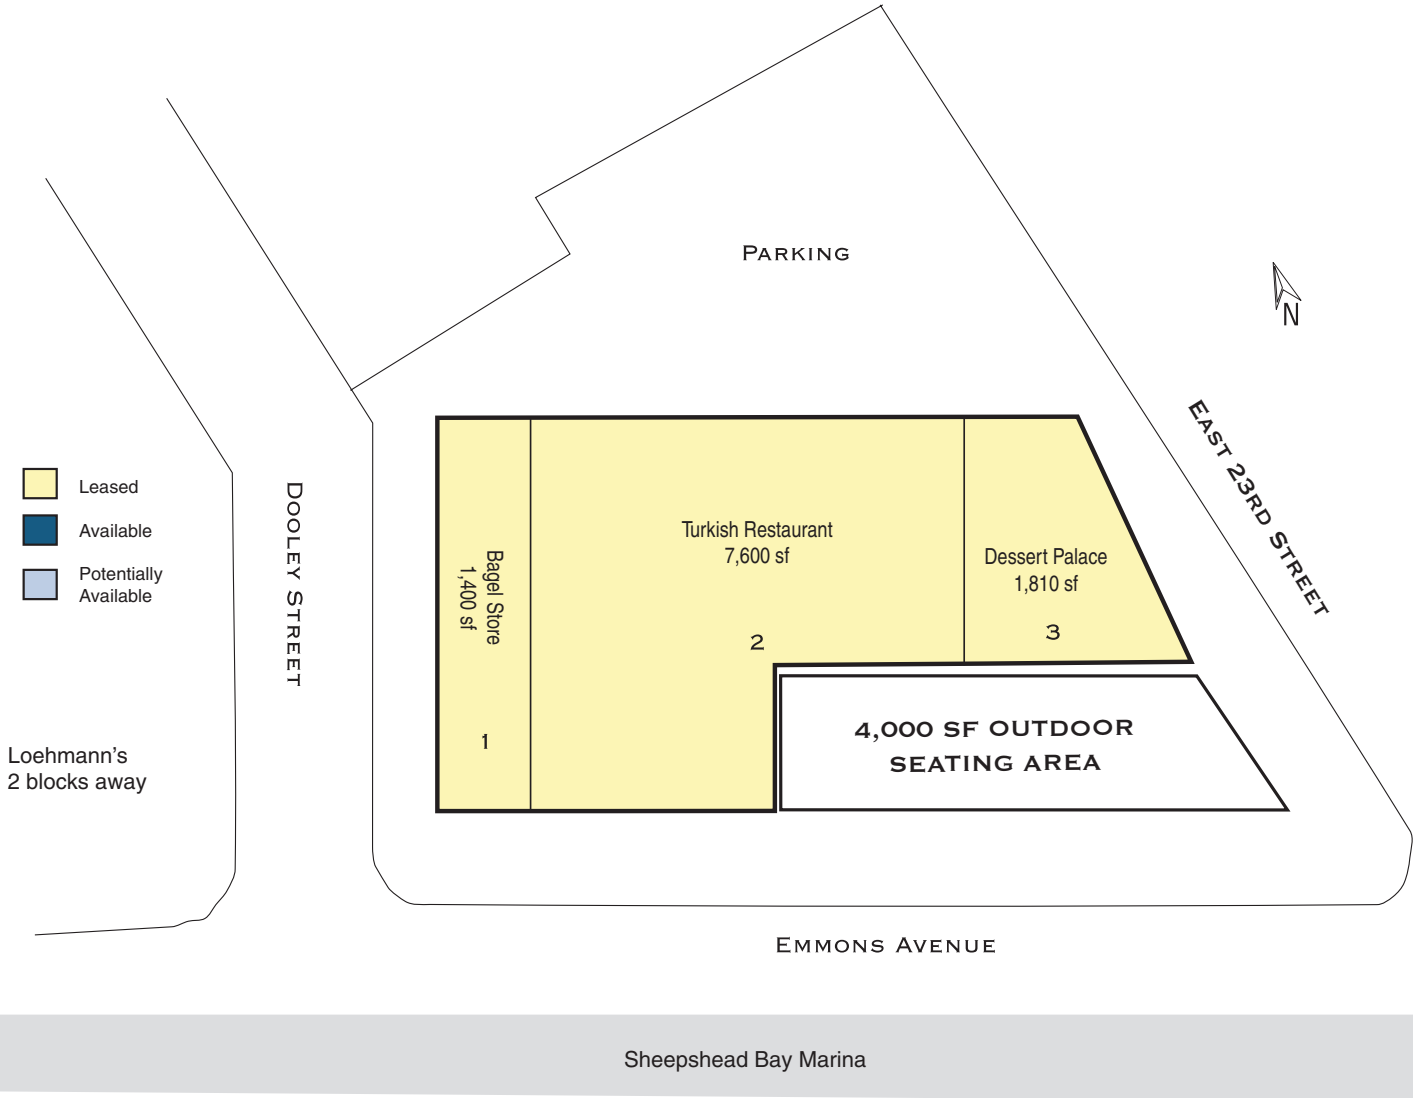 PARKING
N
EAST 23RD STREET
Leased
Available
Potentially
Available
DOOLEY STREET
Bagel Store
1,400 sf
1
Turkish Restaurant
7,600 sf
2
Dessert Palace
1,810 sf
3
4,000 SF OUTDOOR
SEATING AREA
Loehmann's
2 blocks away
EMMONS AVENUE
Sheepshead Bay Marina